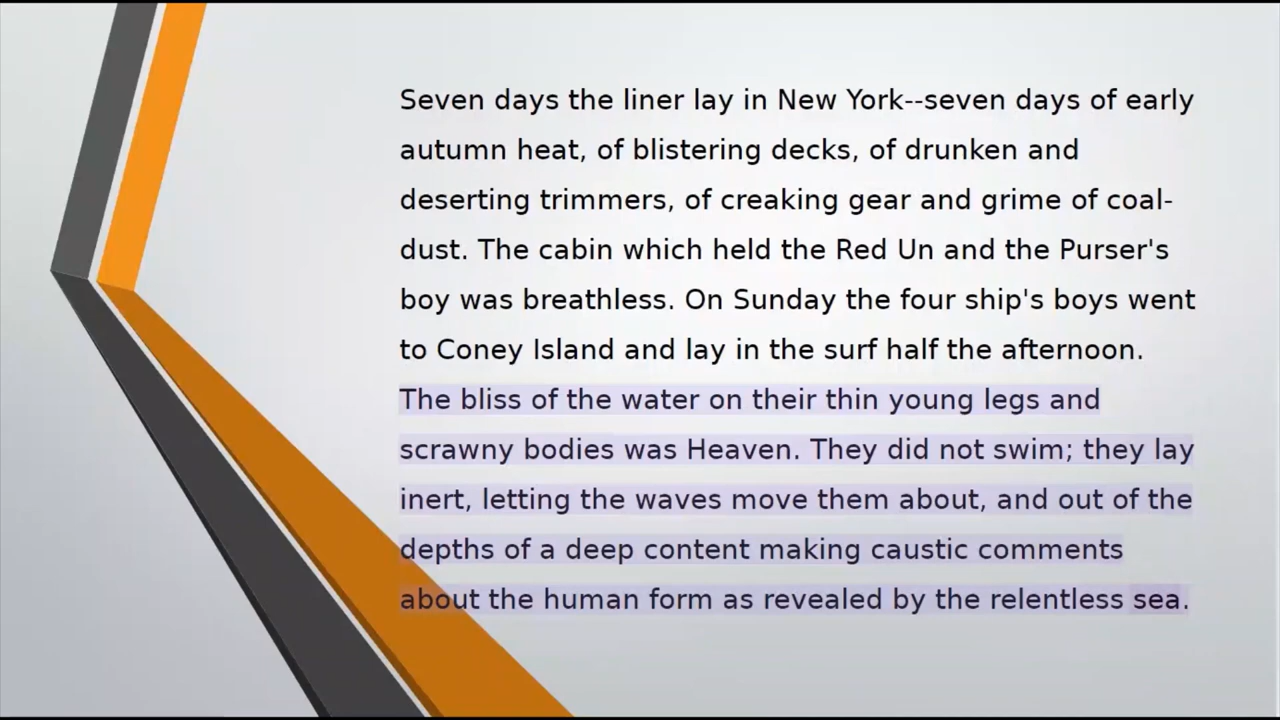 Seven days the liner lay in New York--seven days of early
autumn heat, of blistering decks, of drunken and
deserting trimmers, of creaking gear and grime of coal-
dust. The cabin which held the Red Un and the Purser's
boy was breathless. On Sunday the four ship's boys went
to Coney Island and lay in the surf half the afternoon.
The bliss of the water on their thin young legs and
scrawny bodies was Heaven. They did not swim; they lay
inert, letting the waves move them about, and out of the
depths of a deep content making caustic comments
about the human form as revealed by the relentless sea.